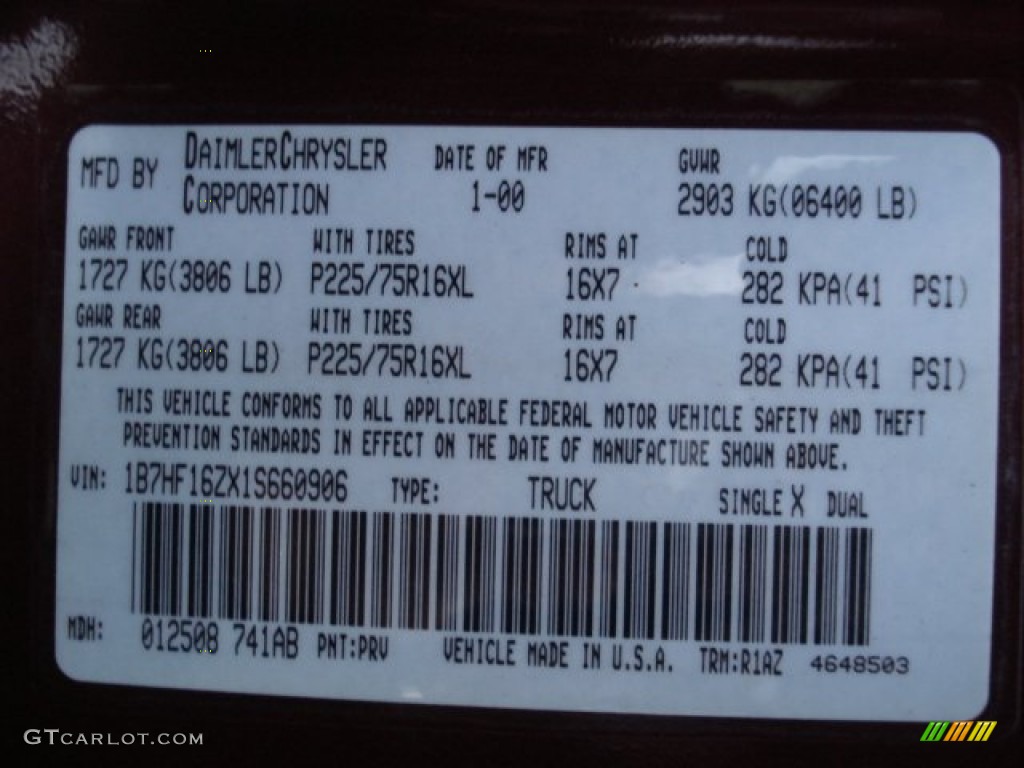 MFD BY DAIMLERCHRYSLER CORPORATION DATE OF MFR 1-00 GVWR 2903 KG(06400 LB)
GAWR FRONT WITH TIRES RIMS AT COLD
1727 KG(3806 LB) P225/75R16XL 16X7 282 KPA(41 PSI)
GAWR REAR WITH TIRES RIMS AT COLD
1727 KG(3806 LB) P225/75R16XL 16X7 282 KPA(41 PSI)
THIS VEHICLE CONFORMS TO ALL APPLICABLE FEDERAL MOTOR VEHICLE SAFETY AND THEFT
PREVENTION STANDARDS IN EFFECT ON THE DATE OF MANUFACTURE SHOWN ABOVE.
VIN: 1B7HF16ZX1S660906 TYPE: TRUCK SINGLE X DUAL
MDH: 012508 741AB PNT:PRV VEHICLE MADE IN U.S.A. TRM:R1AZ 4648503
GTCARLOT.COM